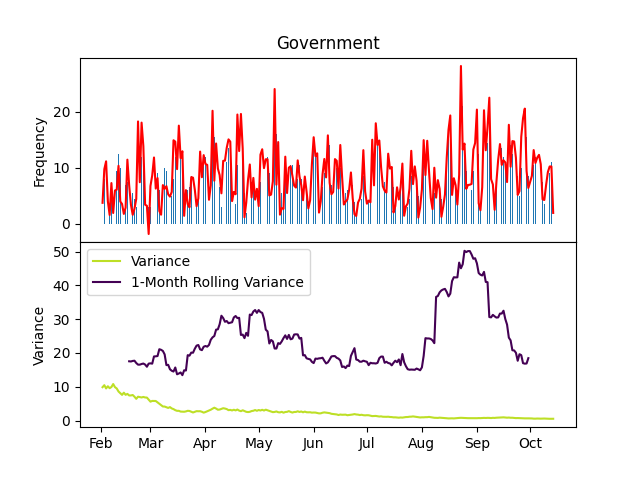 Government
Frequency
20
10
0
Variance
50
40
30
20
10
0
Variance
1-Month Rolling Variance
Feb Mar Apr May Jun Jul Aug Sep Oct